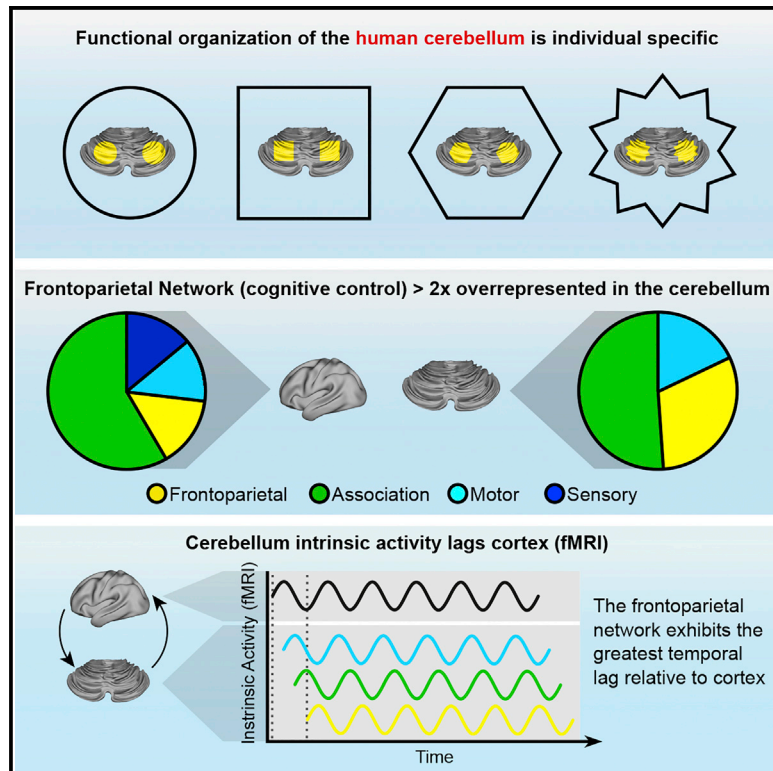 Functional organization of the human cerebellum is individual specific
Frontoparietal Network (cognitive control) > 2x overrepresented in the cerebellum
Frontoparietal
Association
Motor
Sensory
Cerebellum intrinsic activity lags cortex (fMRI)
Instrinsic Activity (fMRI)
Time
The frontoparietal
network exhibits the
greatest temporal
lag relative to cortex